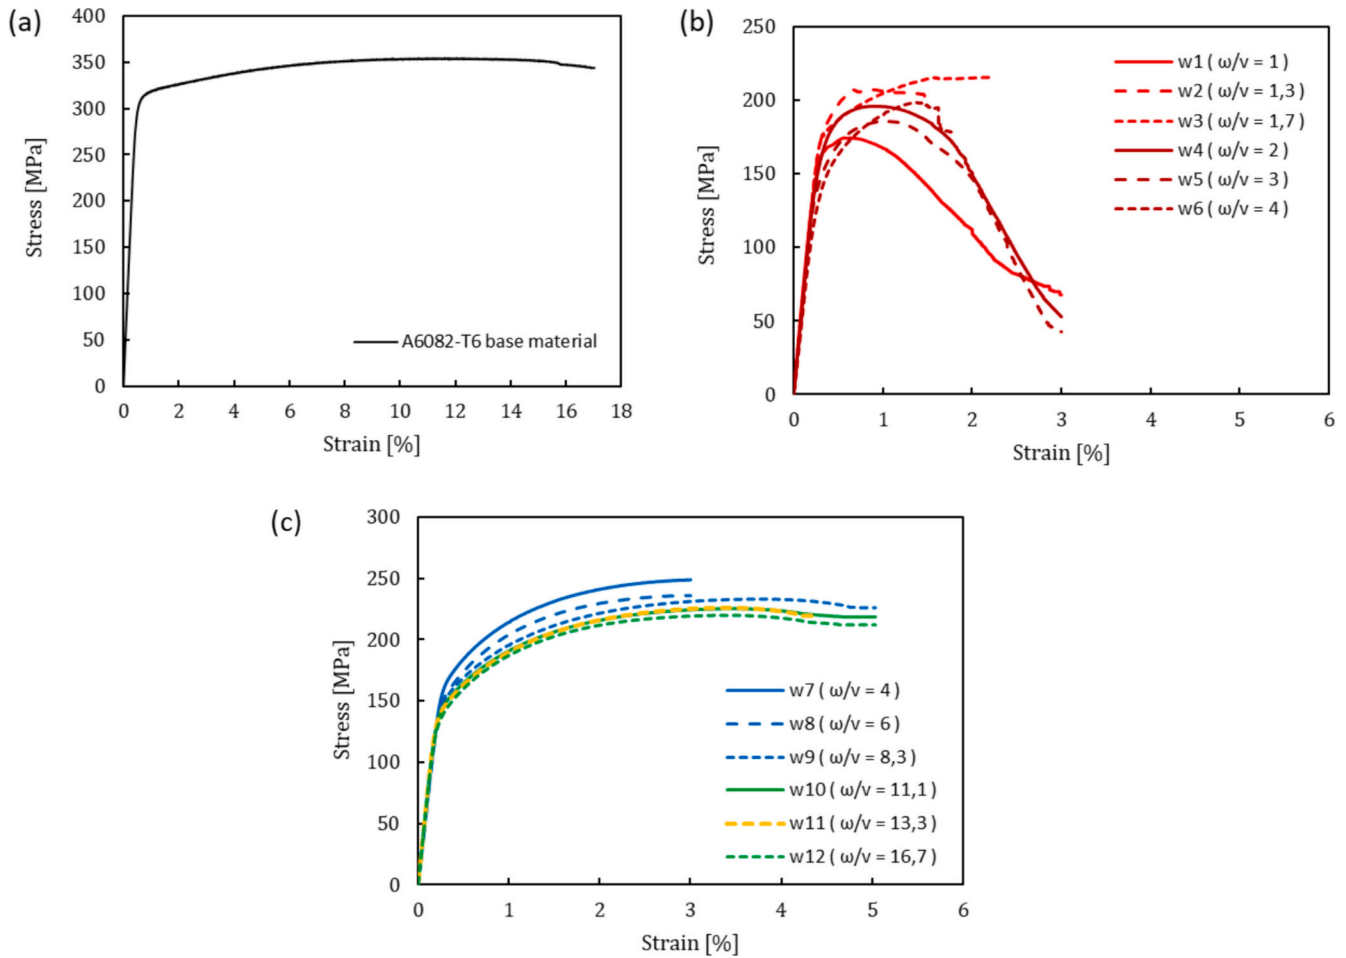 (a)
400
350
300
250
350
150
100
50
0
Stress [MPa]
A6082-T6 base material
0 2 4 6 8 10 12 14 16 18
Strain [%]
(b)
250
200
150
100
50
0
Stress [MPa]
w1 ( ω/v = 1 )
w2 ( ω/v = 1,3 )
w3 ( ω/v = 1,7 )
w4 ( ω/v = 2 )
w5 ( ω/v = 3 )
w6 ( ω/v = 4 )
0 1 2 3 4 5 6
Strain [%]
(c)
300
250
200
150
100
50
0
Stress [MPa]
w7 ( ω/v = 4 )
w8 ( ω/v = 6 )
w9 ( ω/v = 8,3 )
w10 ( ω/v = 11,1 )
w11 ( ω/v = 13,3 )
w12 ( ω/v = 16,7 )
0 1 2 3 4 5 6
Strain [%]